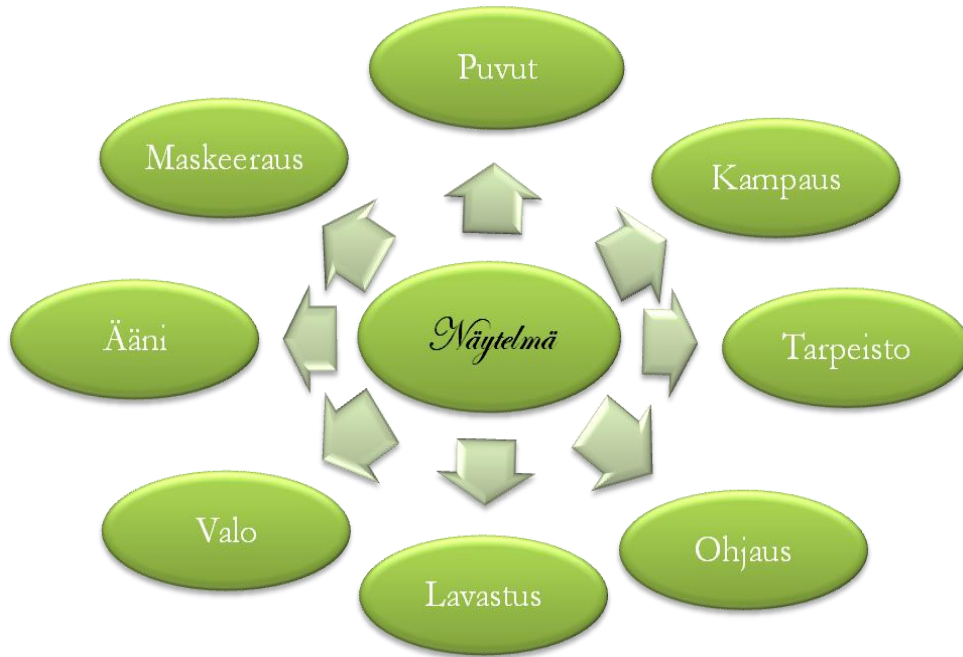 Puvut
Maskeeraus
Kampaus
Ääni
Näytelmä
Tarpeisto
Valo
Ohjaus
Lavastus